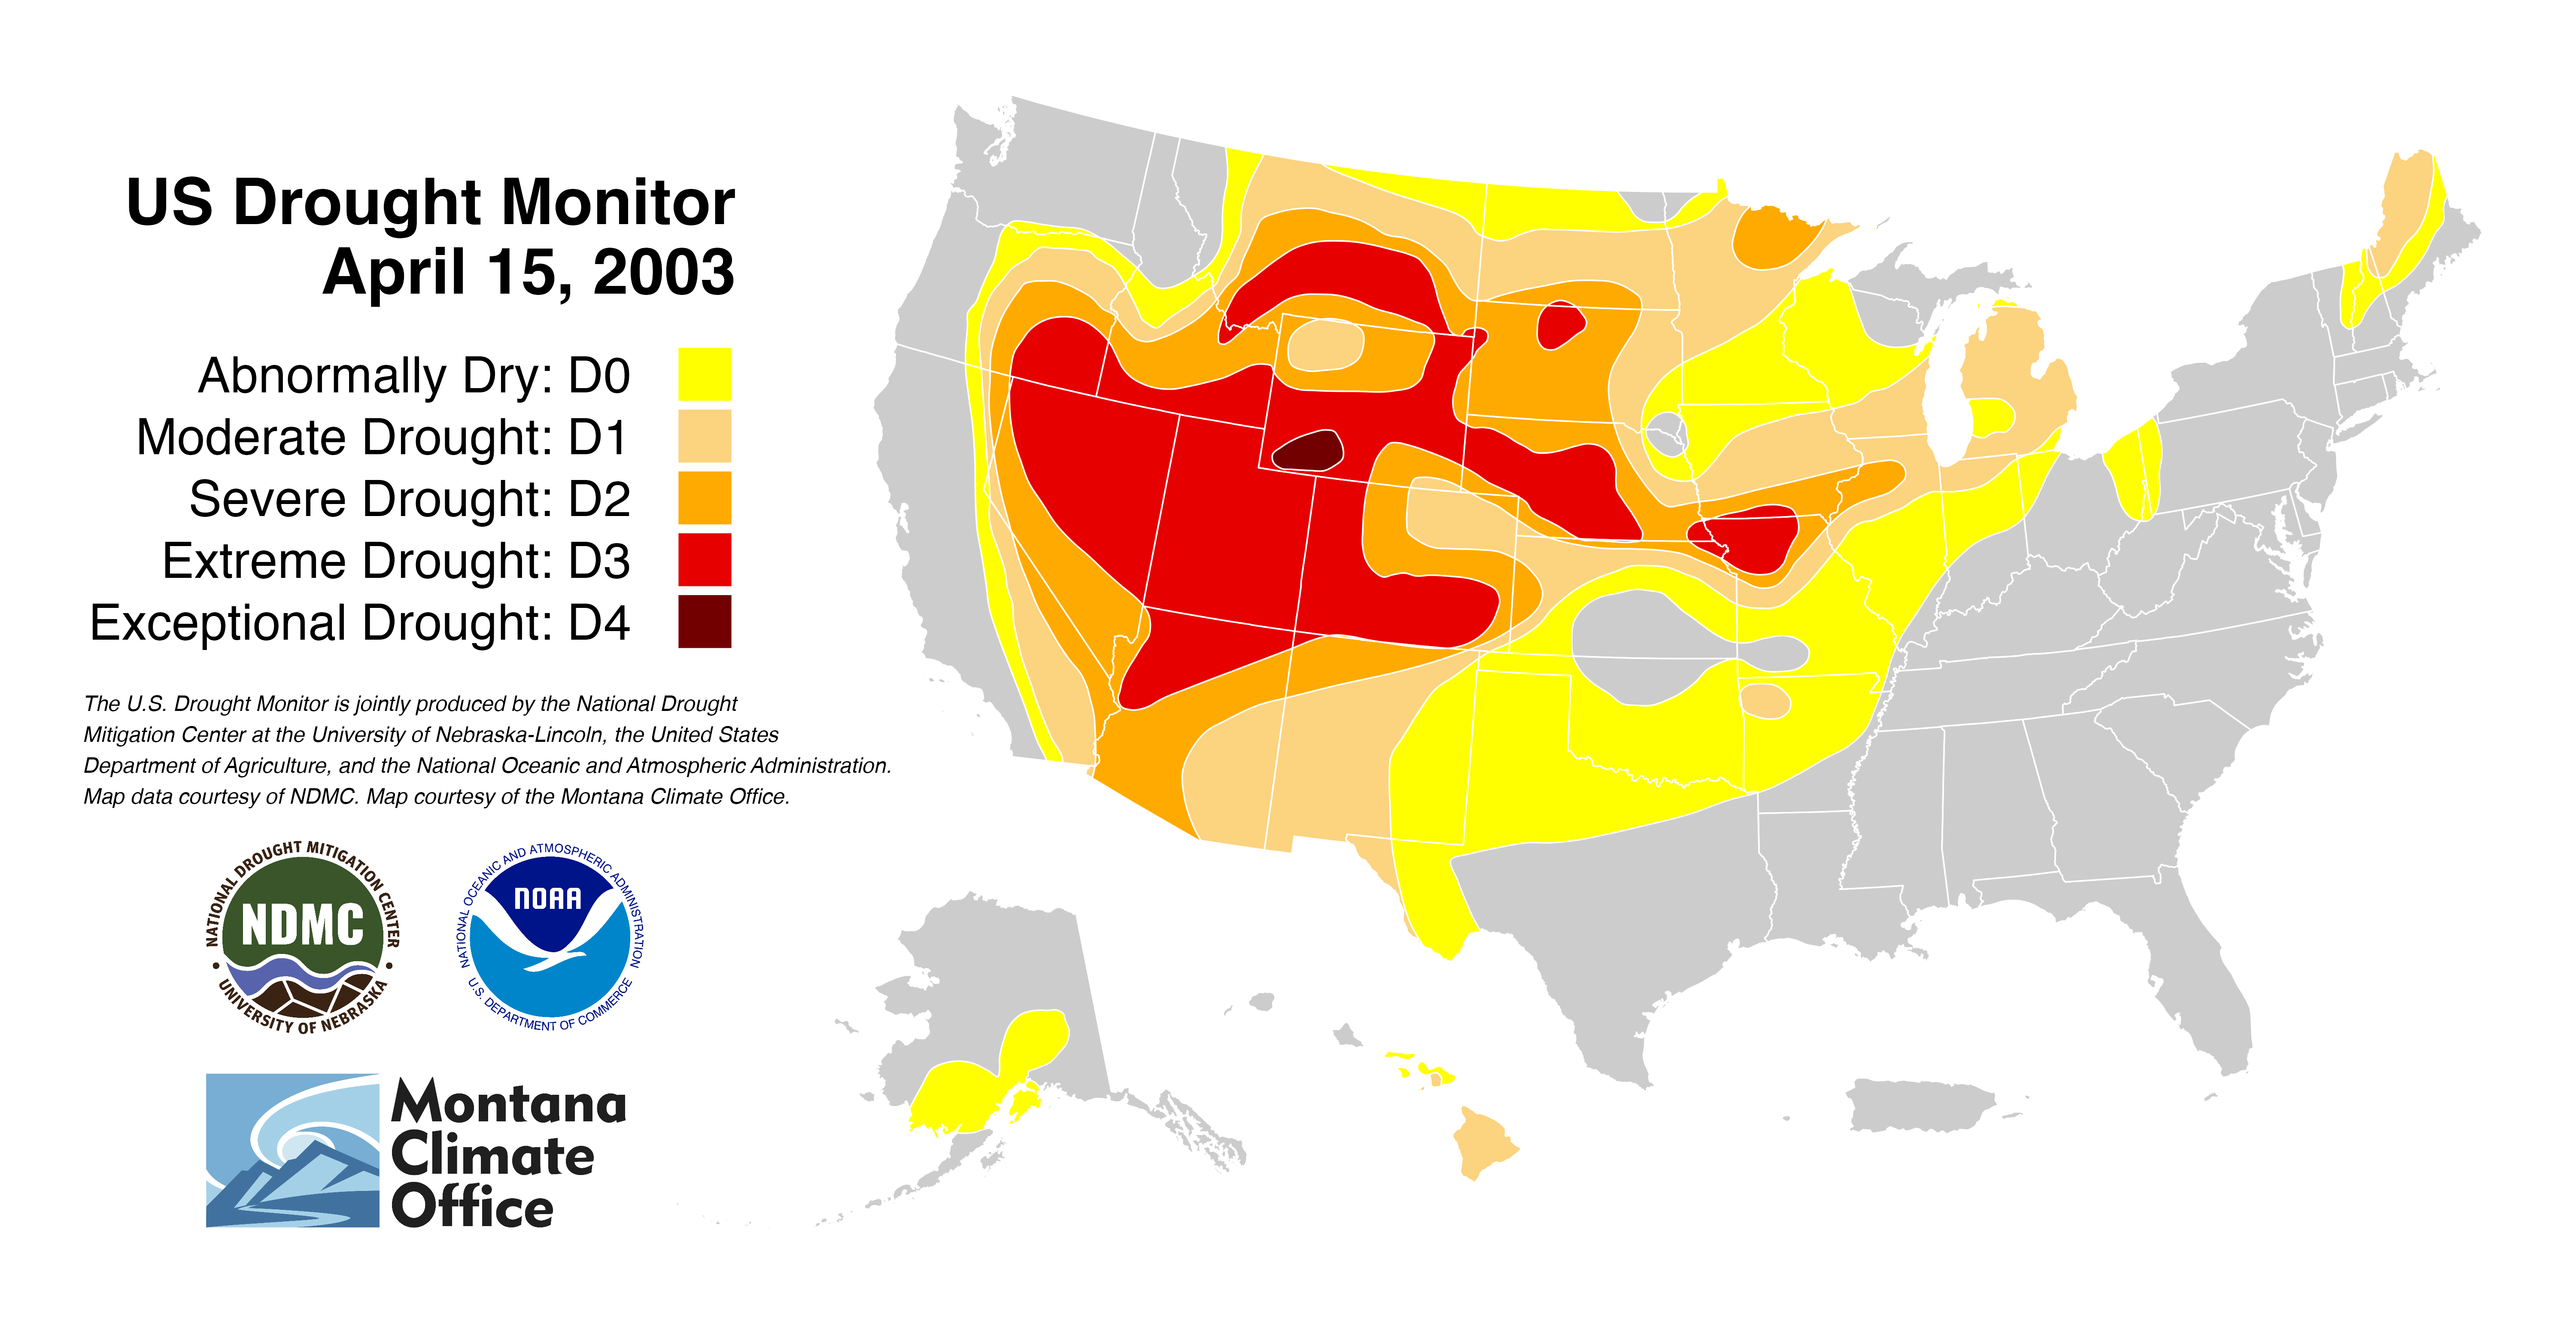 US Drought Monitor
April 15, 2003
Abnormally Dry: D0
Moderate Drought: D1
Severe Drought: D2
Extreme Drought: D3
Exceptional Drought: D4
The U.S. Drought Monitor is jointly produced by the National Drought
Mitigation Center at the University of Nebraska-Lincoln, the United States
Department of Agriculture, and the National Oceanic and Atmospheric Administration.
Map data courtesy of NDMC. Map courtesy of the Montana Climate Office.
NATIONAL DROUGHT MITIGATION CENTER
NDMC
• UNIVERSITY OF NEBRASKA •
NATIONAL OCEANIC AND ATMOSPHERIC ADMINISTRATION
NOAA
U.S. DEPARTMENT OF COMMERCE
Montana
Climate
Office